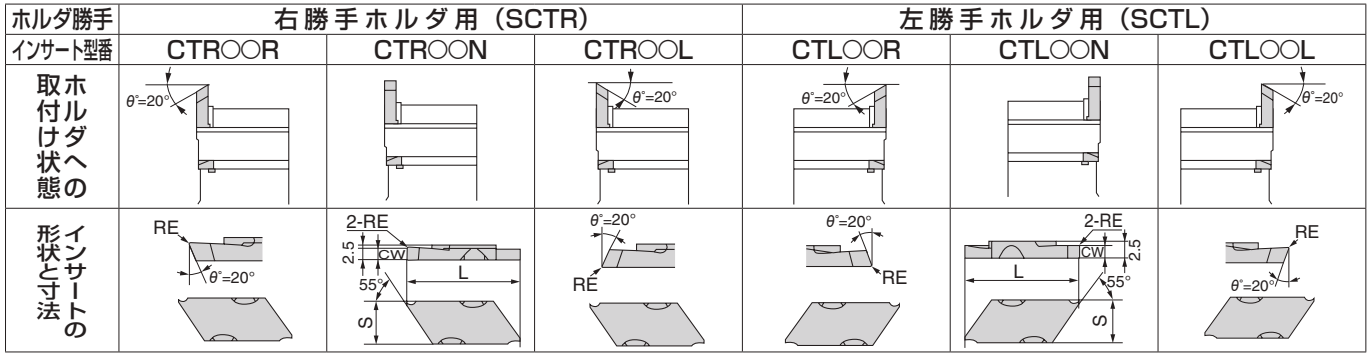 ホルダ勝手 右勝手ホルダ用（SCTR） 左勝手ホルダ用（SCTL）
インサート型番 CTR○○R CTR○○N CTR○○L CTL○○R CTL○○N CTL○○L
ホルダへの
取付け状態
θ°=20° θ°=20° θ°=20° θ°=20°
インサートの
形状と寸法
RE
θ°=20°
2-RE
2.5
CW
L
55°
S
θ°=20°
RE
θ°=20°
RE
2-RE
CW
2.5
L
55°
S
RE
θ°=20°